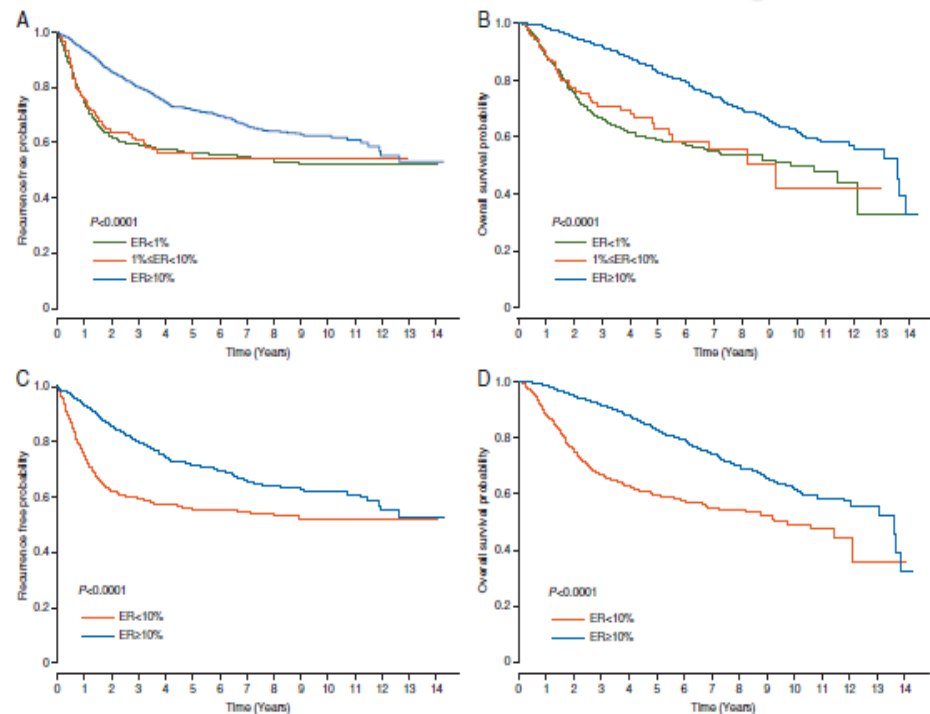 A
Recurrence free probability
1.0
0.8
0.6
0.4
0.2
0
P<0.0001
ER<1%
1%≤ER<10%
ER≥10%
0 1 2 3 4 5 6 7 8 9 10 11 12 13 14
Time (Years)
B
Overall survival probability
1.0
0.8
0.6
0.4
0.2
0
P<0.0001
ER<1%
1%≤ER<10%
ER≥10%
0 1 2 3 4 5 6 7 8 9 10 11 12 13 14
Time (Years)
C
Recurrence free probability
1.0
0.8
0.6
0.4
0.2
0
P<0.0001
ER<10%
ER≥10%
0 1 2 3 4 5 6 7 8 9 10 11 12 13 14
Time (Years)
D
Overall survival probability
1.0
0.8
0.6
0.4
0.2
0
P<0.0001
ER<10%
ER≥10%
0 1 2 3 4 5 6 7 8 9 10 11 12 13 14
Time (Years)